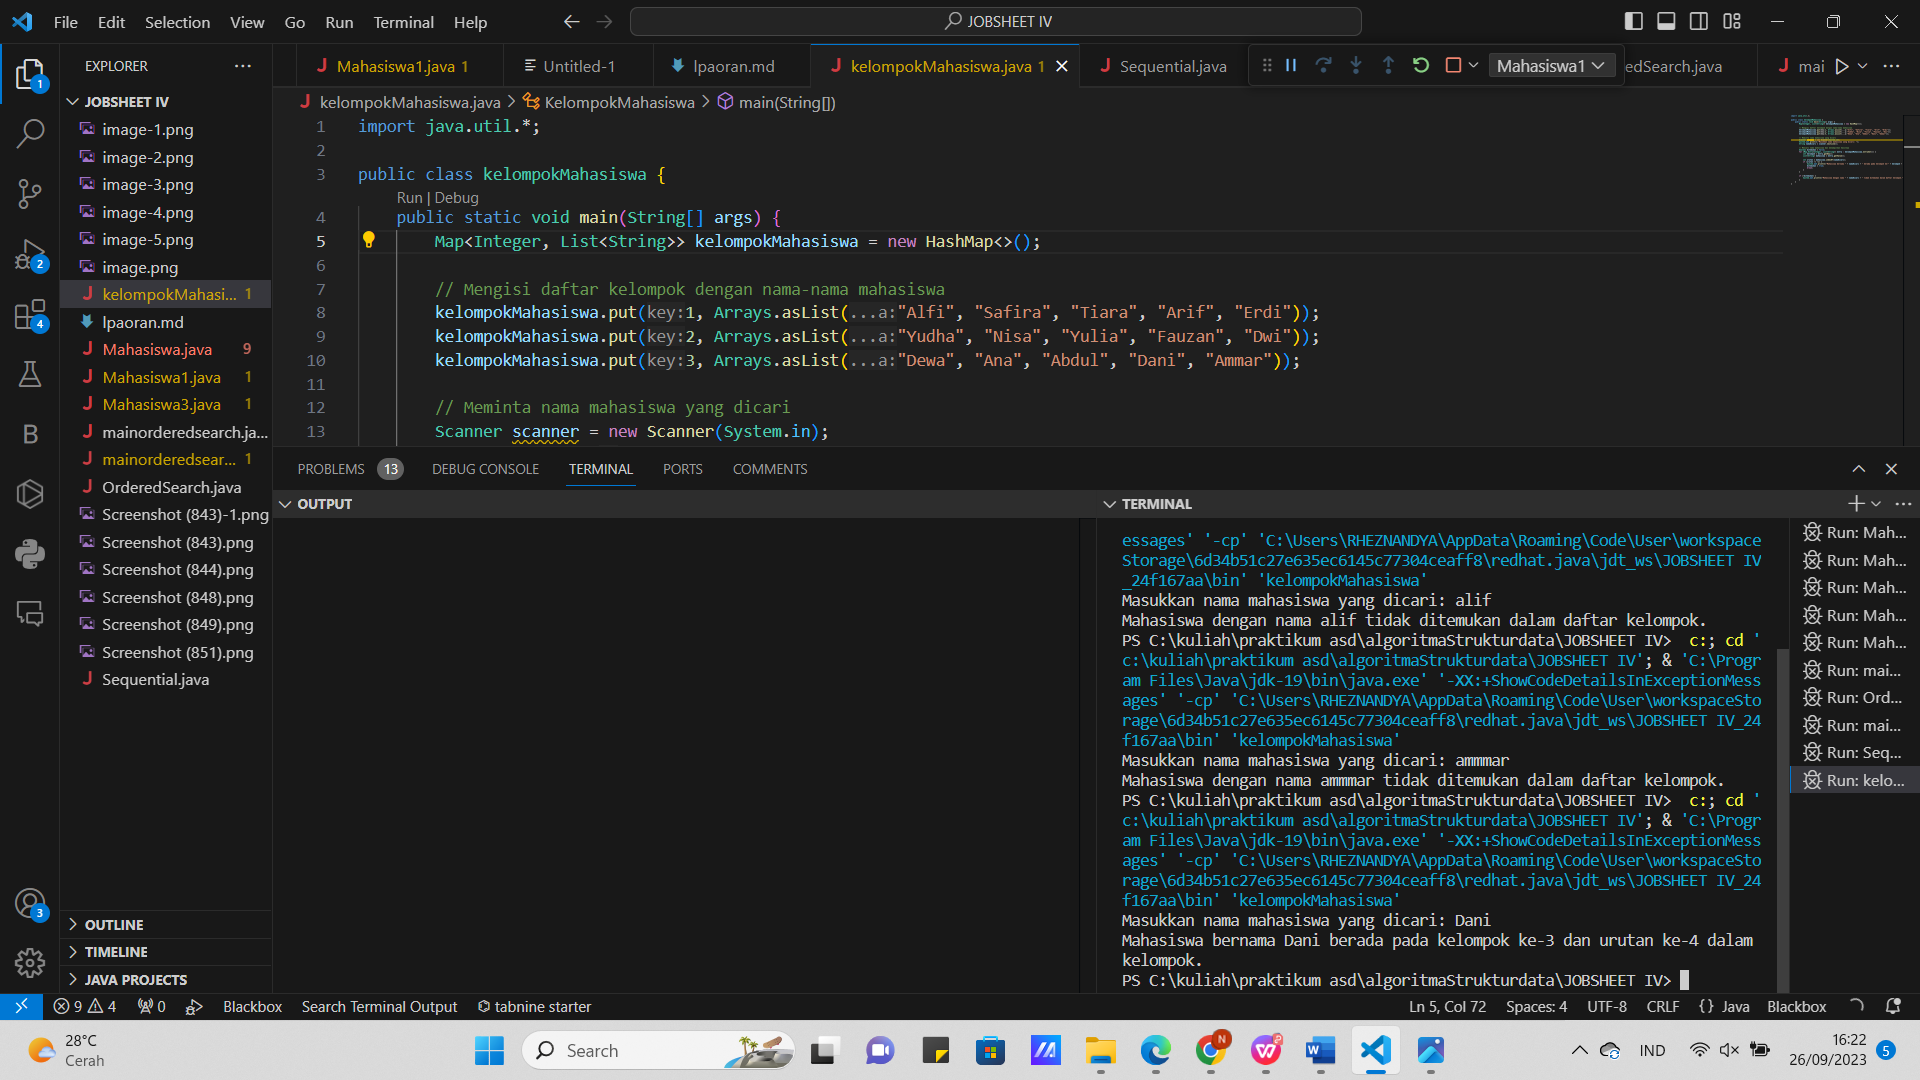 File Edit Selection View Go Run Terminal Help
JOBSHEET IV
EXPLORER
JOBSHEET IV
image-1.png
image-2.png
image-3.png
image-4.png
image-5.png
image.png
kelompokMahasi... 1
lpaoran.md
Mahasiswa.java 9
Mahasiswa1.java 1
Mahasiswa3.java 1
mainorderedsearch.ja...
mainorderedsear... 1
OrderedSearch.java
Screenshot (843)-1.png
Screenshot (843).png
Screenshot (844).png
Screenshot (848).png
Screenshot (849).png
Screenshot (851).png
Sequential.java
OUTLINE
TIMELINE
JAVA PROJECTS
1
2
4
3
Mahasiswa1.java 1 Untitled-1 lpaoran.md kelompokMahasiswa.java 1 Sequential.java Mahasiswa1 edSearch.java mai
kelompokMahasiswa.java > KelompokMahasiswa > main(String[])
1 import java.util.*;
2
3 public class kelompokMahasiswa {
Run | Debug
4 public static void main(String[] args) {
5 Map<Integer, List<String>> kelompokMahasiswa = new HashMap<>();
6
7 // Mengisi daftar kelompok dengan nama-nama mahasiswa
8 kelompokMahasiswa.put(key:1, Arrays.asList(...a:"Alfi", "Safira", "Tiara", "Arif", "Erdi"));
9 kelompokMahasiswa.put(key:2, Arrays.asList(...a:"Yudha", "Nisa", "Yulia", "Fauzan", "Dwi"));
10 kelompokMahasiswa.put(key:3, Arrays.asList(...a:"Dewa", "Ana", "Abdul", "Dani", "Ammar"));
11
12 // Meminta nama mahasiswa yang dicari
13 Scanner scanner = new Scanner(System.in);
PROBLEMS 13 DEBUG CONSOLE TERMINAL PORTS COMMENTS
OUTPUT
TERMINAL
essages' '-cp' 'C:\Users\RHEZNANDYA\AppData\Roaming\Code\User\workspace
Storage\6d34b51c27e635ec6145c77304ceaff8\redhat.java\jdt_ws\JOBSHEET IV
_24f167aa\bin' 'kelompokMahasiswa'
Masukkan nama mahasiswa yang dicari: alif
Mahasiswa dengan nama alif tidak ditemukan dalam daftar kelompok.
PS C:\kuliah\praktikum asd\algoritmaStrukturdata\JOBSHEET IV>  c:; cd '
c:\kuliah\praktikum asd\algoritmaStrukturdata\JOBSHEET IV'; & 'C:\Progr
am Files\Java\jdk-19\bin\java.exe' '-XX:+ShowCodeDetailsInExceptionMess
ages' '-cp' 'C:\Users\RHEZNANDYA\AppData\Roaming\Code\User\workspaceSto
rage\6d34b51c27e635ec6145c77304ceaff8\redhat.java\jdt_ws\JOBSHEET IV_24
f167aa\bin' 'kelompokMahasiswa'
Masukkan nama mahasiswa yang dicari: ammmar
Mahasiswa dengan nama ammmar tidak ditemukan dalam daftar kelompok.
PS C:\kuliah\praktikum asd\algoritmaStrukturdata\JOBSHEET IV>  c:; cd '
c:\kuliah\praktikum asd\algoritmaStrukturdata\JOBSHEET IV'; & 'C:\Progr
am Files\Java\jdk-19\bin\java.exe' '-XX:+ShowCodeDetailsInExceptionMess
ages' '-cp' 'C:\Users\RHEZNANDYA\AppData\Roaming\Code\User\workspaceSto
rage\6d34b51c27e635ec6145c77304ceaff8\redhat.java\jdt_ws\JOBSHEET IV_24
f167aa\bin' 'kelompokMahasiswa'
Masukkan nama mahasiswa yang dicari: Dani
Mahasiswa bernama Dani berada pada kelompok ke-3 dan urutan ke-4 dalam
kelompok.
PS C:\kuliah\praktikum asd\algoritmaStrukturdata\JOBSHEET IV>
Run: Mah...
Run: Mah...
Run: Mah...
Run: Mah...
Run: Mah...
Run: mai...
Run: Ord...
Run: mai...
Run: Seq...
Run: kelo...
9 4 0 Blackbox Search Terminal Output tabnine starter
Ln 5, Col 72 Spaces: 4 UTF-8 CRLF {} Java Blackbox
28°C
Cerah
Search
N
W
IND
16:22
26/09/2023
5